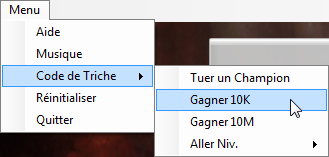 Menu
Aide
Musique
Code de Triche
Réinitialiser
Quitter
Tuer un Champion
Gagner 10K
Gagner 10M
Aller Niv.